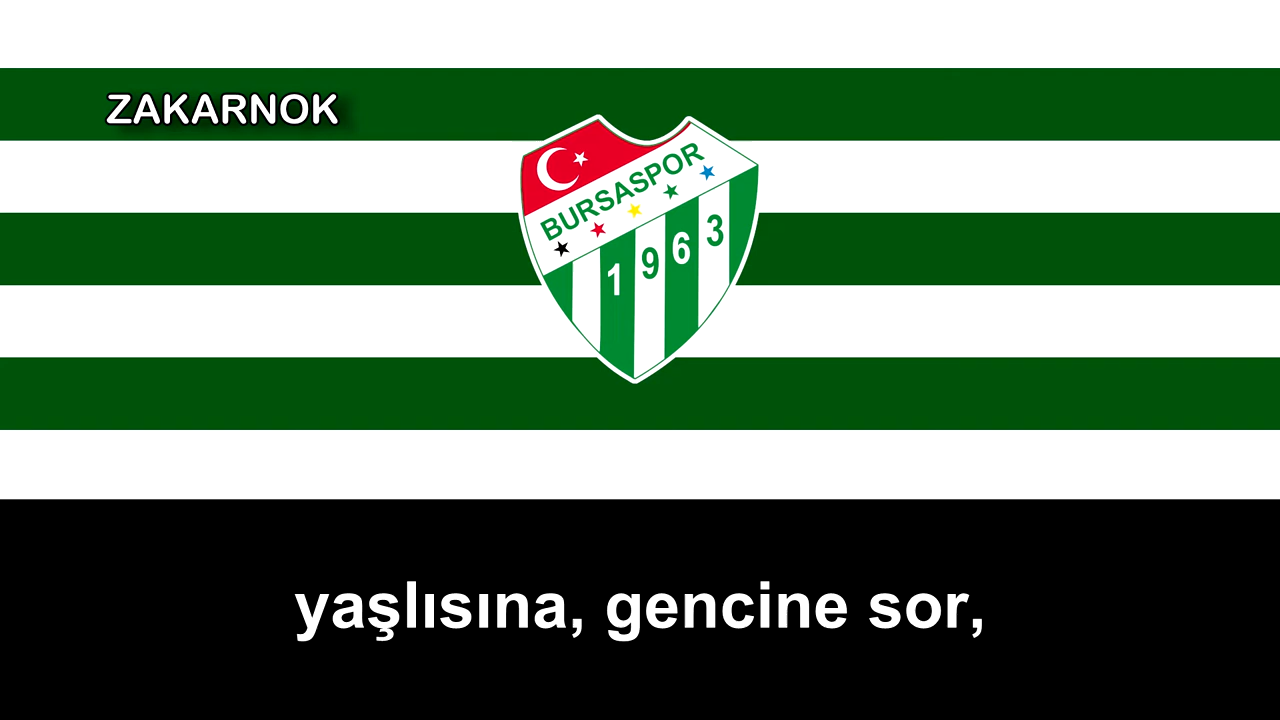 ZAKARNOK
BURSASPOR
1963
yaşlısına, gencine sor,